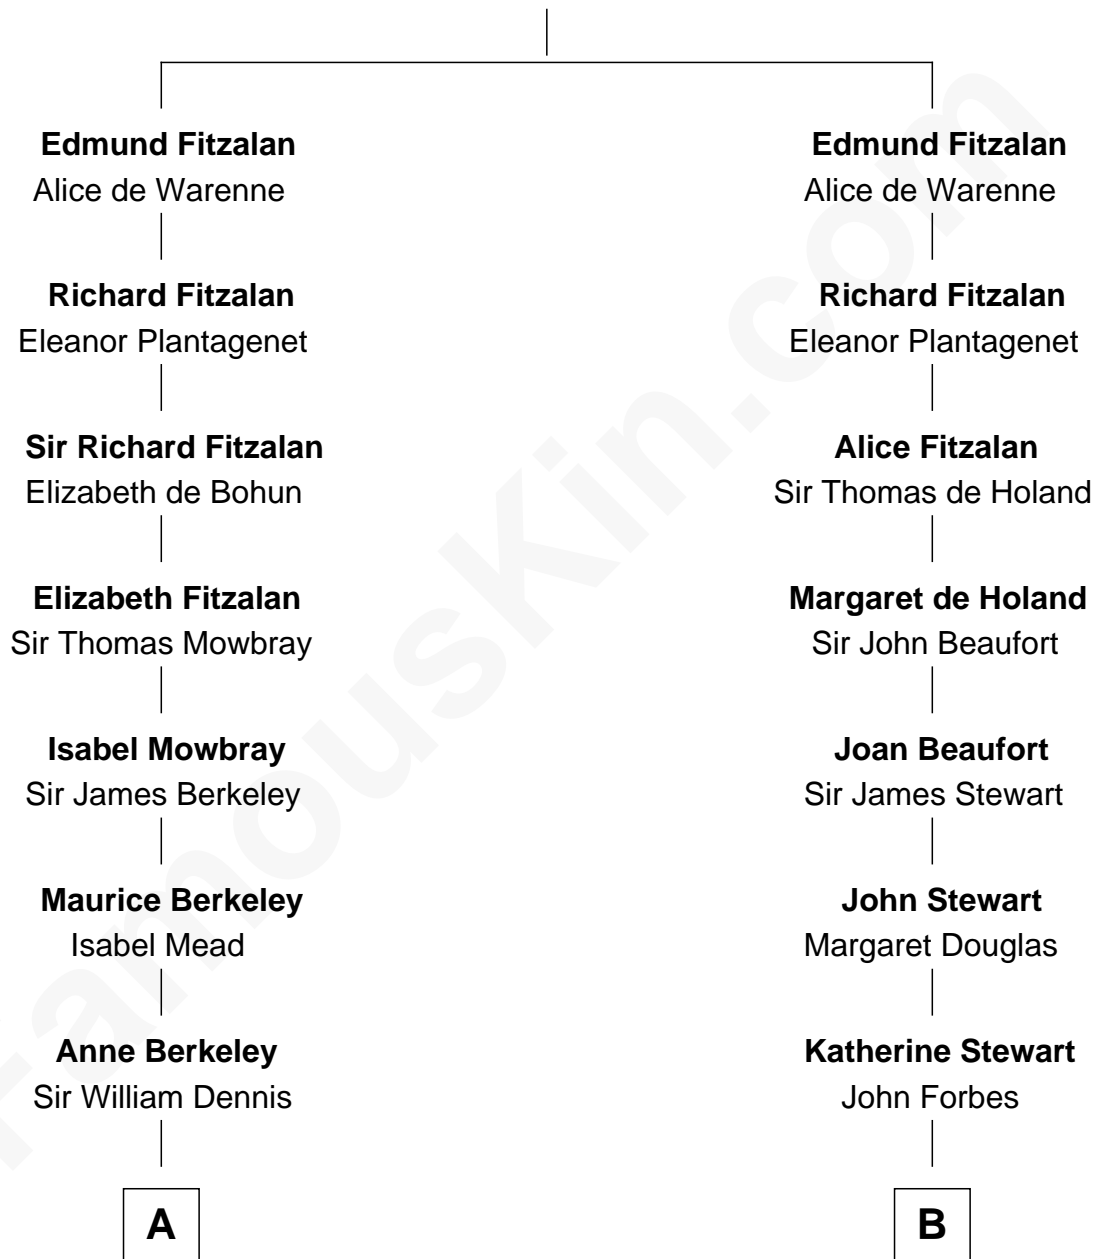 Edmund Fitzalan
Alice de Warenne
Richard Fitzalan
Eleanor Plantagenet
Sir Richard Fitzalan
Elizabeth de Bohun
Elizabeth Fitzalan
Sir Thomas Mowbray
Isabel Mowbray
Sir James Berkeley
Maurice Berkeley
Isabel Mead
Anne Berkeley
Sir William Dennis
A
Edmund Fitzalan
Alice de Warenne
Richard Fitzalan
Eleanor Plantagenet
Alice Fitzalan
Sir Thomas de Holand
Margaret de Holand
Sir John Beaufort
Joan Beaufort
Sir James Stewart
John Stewart
Margaret Douglas
Katherine Stewart
John Forbes
B
FamousKin.com